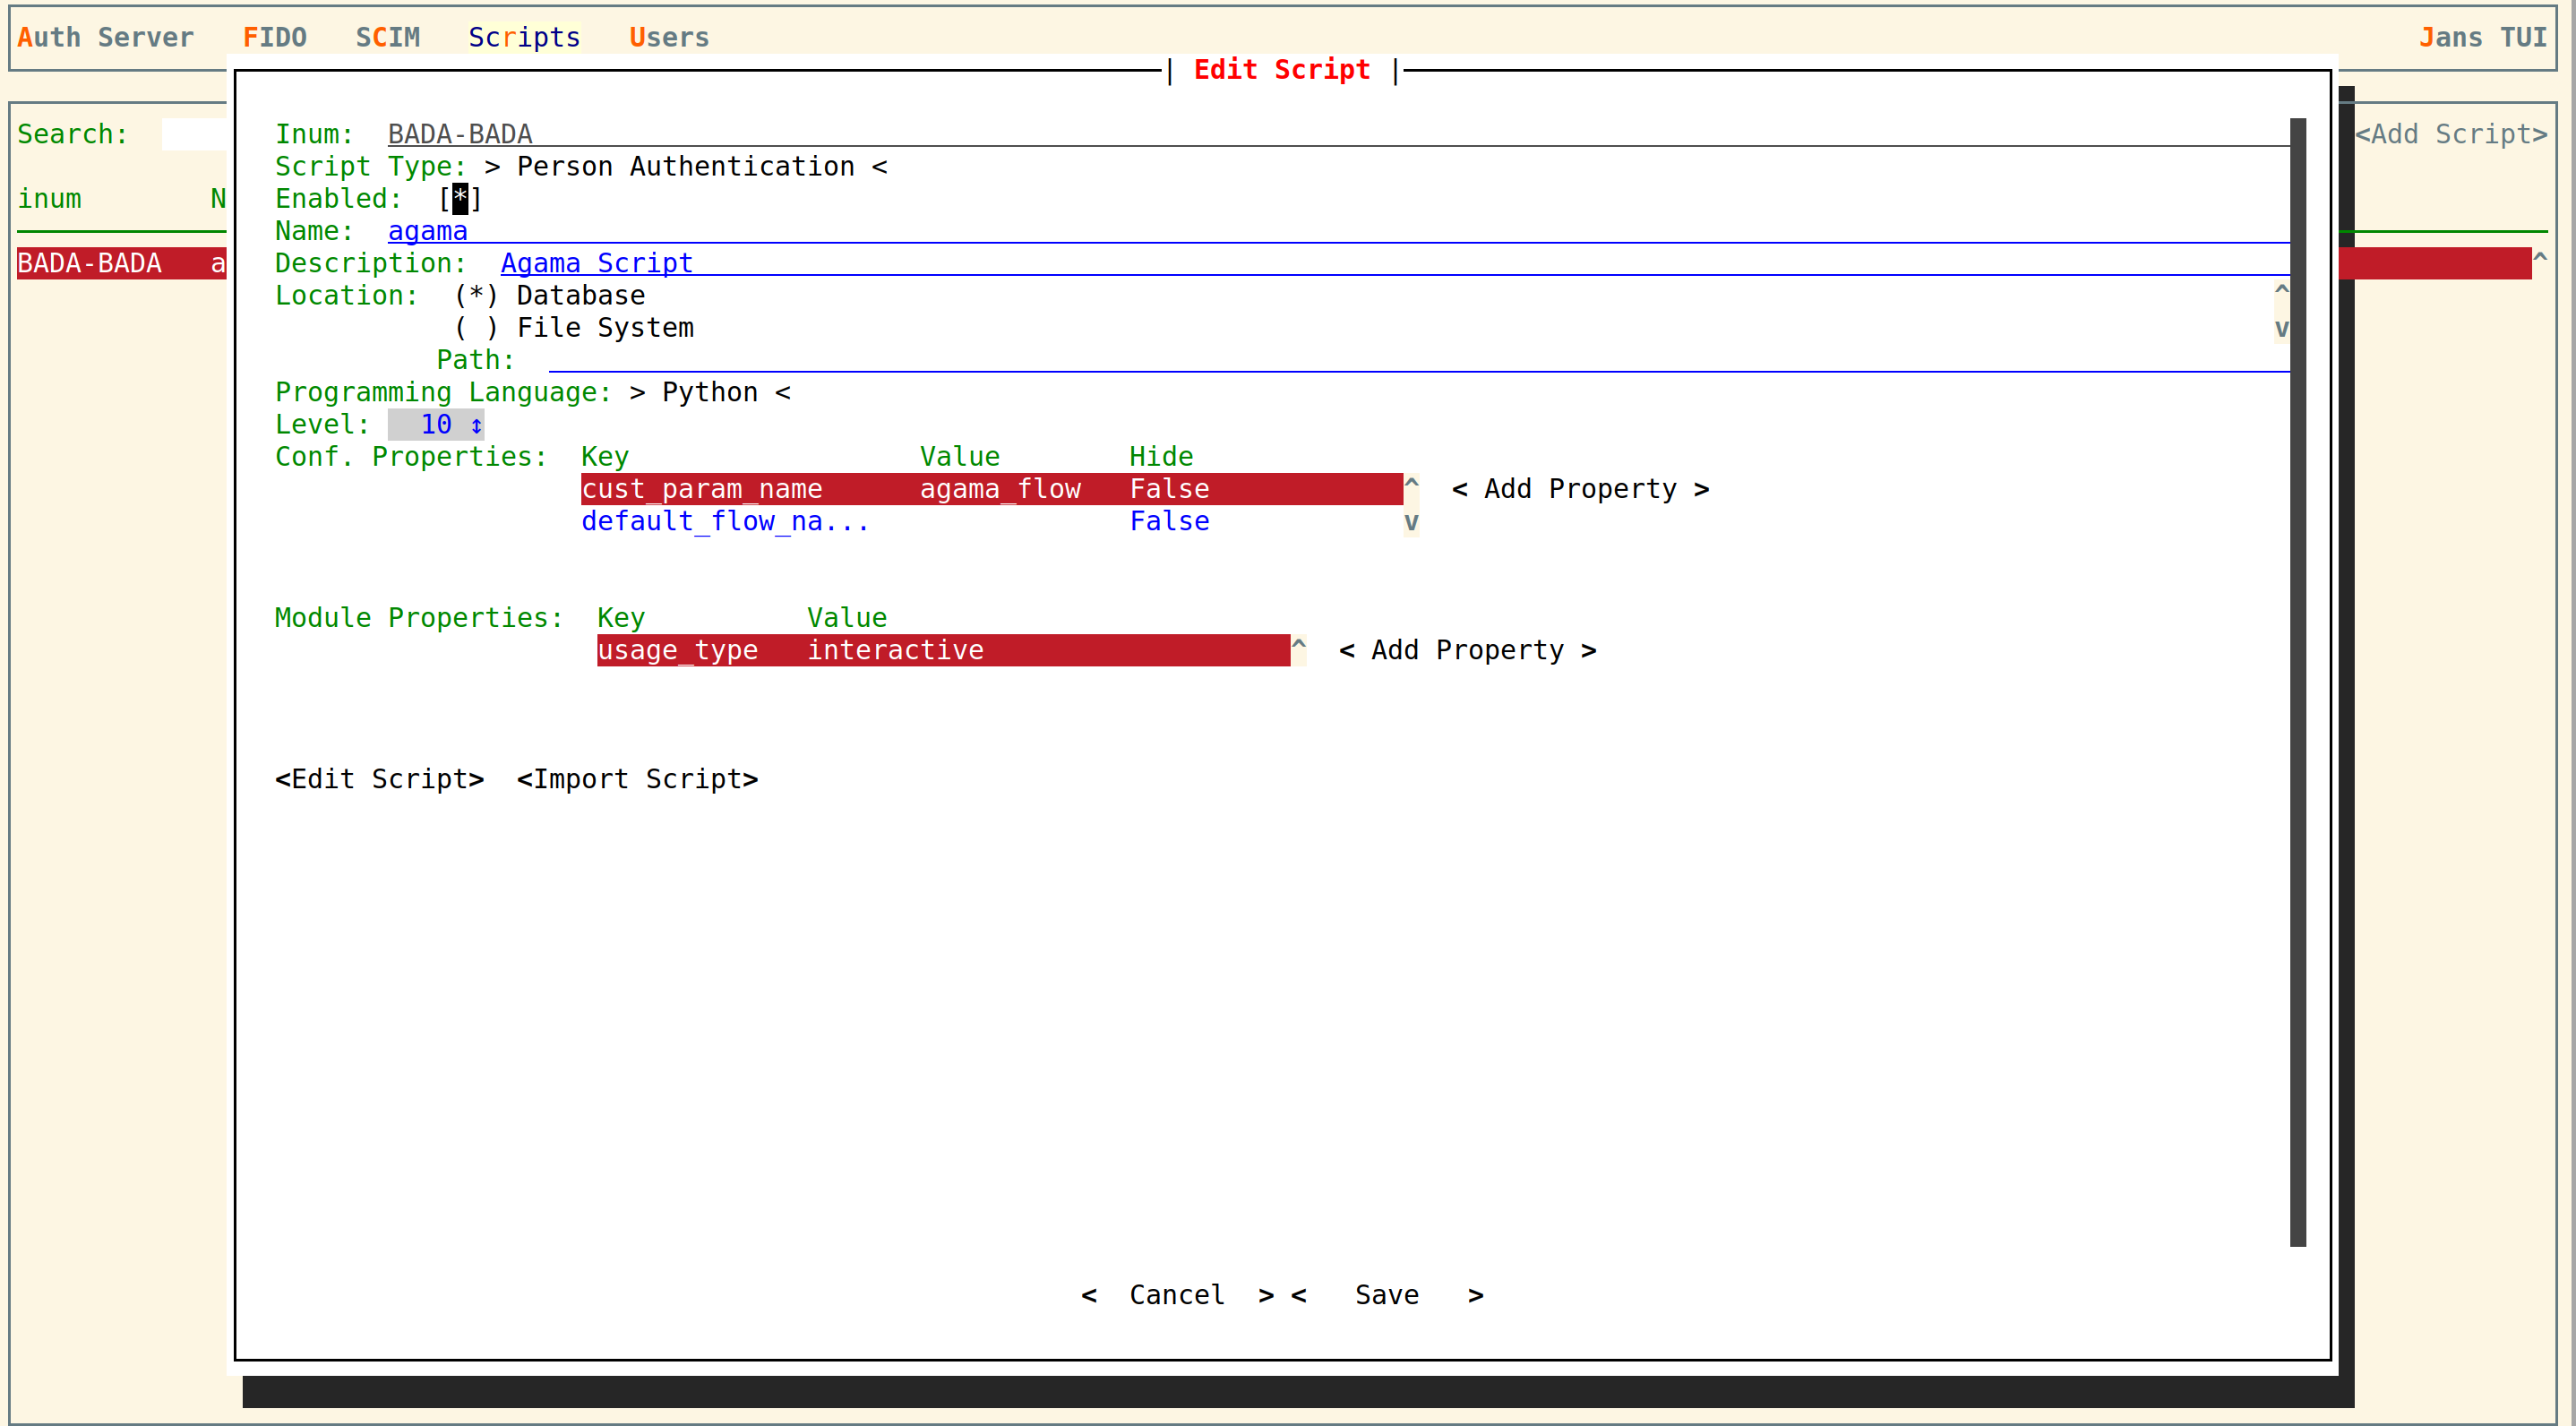 Auth Server   FIDO   SCIM   Scripts   Users   Jans TUI
| Edit Script |
Search:
<Add Script>
inum   N
BADA-BADA   a   ^
Inum:  BADA-BADA
Script Type: > Person Authentication <
Enabled:  [*]
Name:  agama
Description:  Agama Script
Location:  (*) Database   ^
( ) File System   v
Path:
Programming Language: > Python <
Level:   10 ↕
Conf. Properties:  Key   Value   Hide
cust_param_name   agama_flow   False   ^  < Add Property >
default_flow_na...   False   v
Module Properties:  Key   Value
usage_type   interactive   ^  < Add Property >
<Edit Script>  <Import Script>
<  Cancel  > <   Save   >